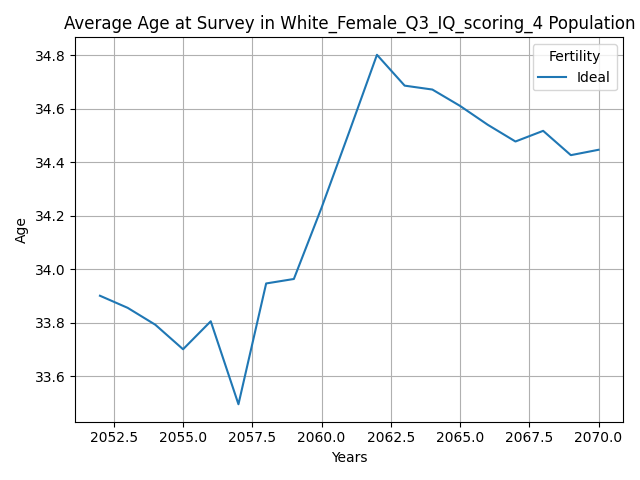 Average Age at Survey in White_Female_Q3_IQ_scoring_4 Population
Fertility
Ideal
34.8
34.6
34.4
34.2
34.0
33.8
33.6
Age
2052.5 2055.0 2057.5 2060.0 2062.5 2065.0 2067.5 2070.0
Years